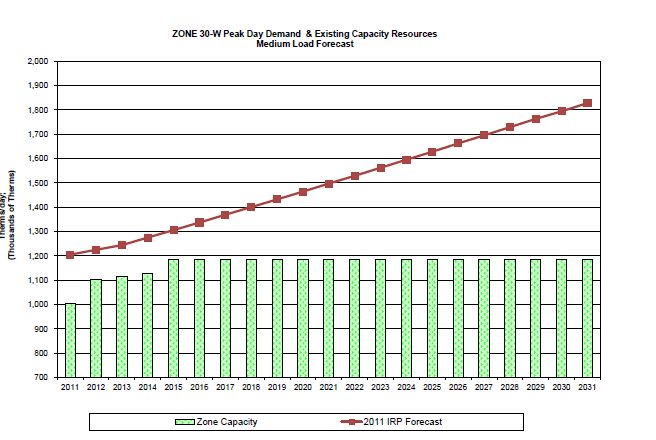 ZONE 30-W Peak Day Demand & Existing Capacity Resources
Medium Load Forecast
Therms/day;
(Thousands of Therms)
2,000
1,900
1,800
1,700
1,600
1,500
1,400
1,300
1,200
1,100
1,000
900
800
700
2011 2012 2013 2014 2015 2016 2017 2018 2019 2020 2021 2022 2023 2024 2025 2026 2027 2028 2029 2030 2031
Zone Capacity
2011 IRP Forecast